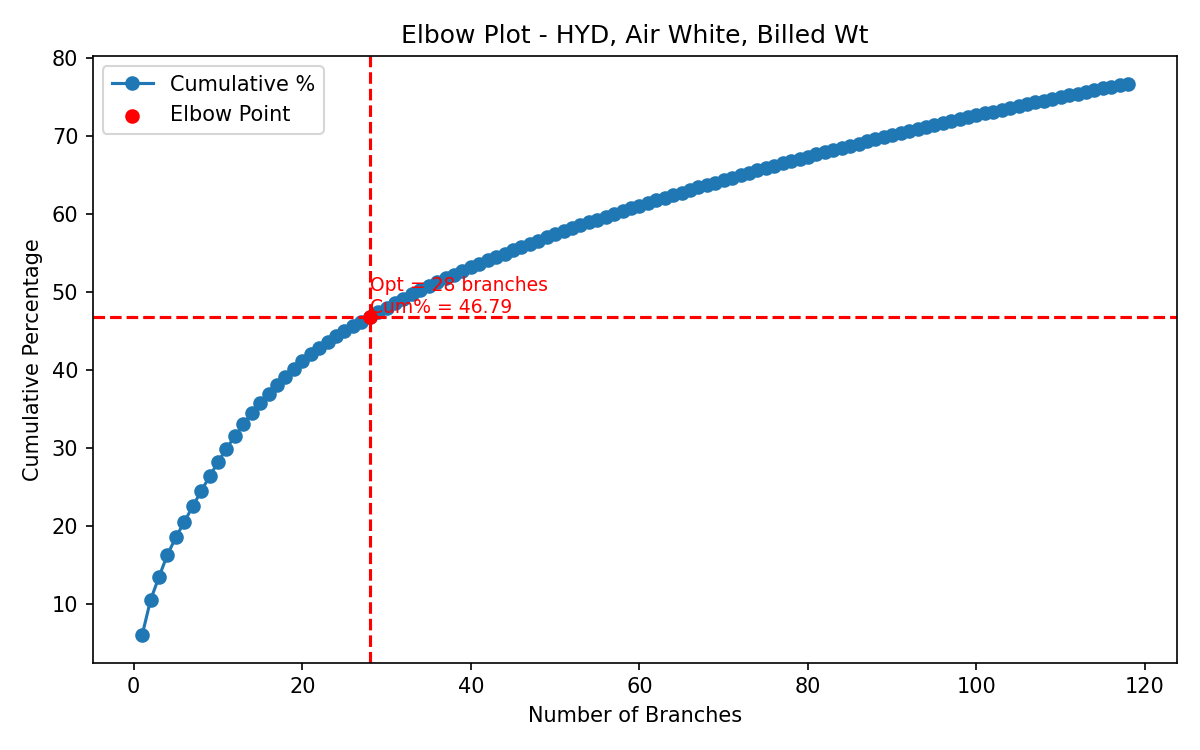 Elbow Plot - HYD, Air White, Billed Wt
Cumulative %
Elbow Point
Cumulative Percentage
80
70
60
50
40
30
20
10
Opt = 28 branches
Cum% = 46.79
0
20
40
60
80
100
120
Number of Branches